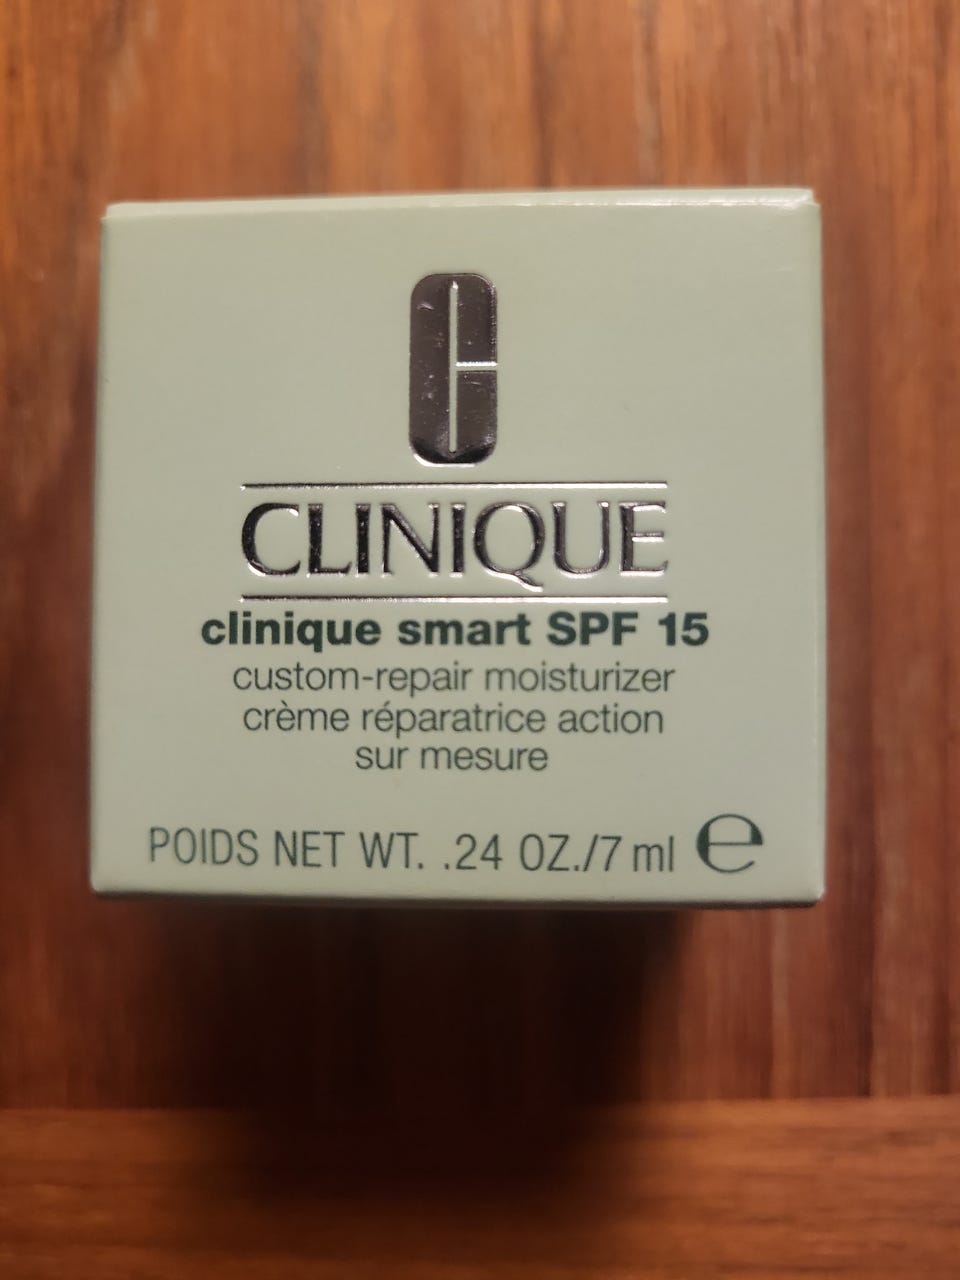 C
CLINIQUE
clinique smart SPF 15
custom-repair moisturizer
crème réparatrice action
sur mesure
POIDS NET WT. .24 OZ./7 ml e